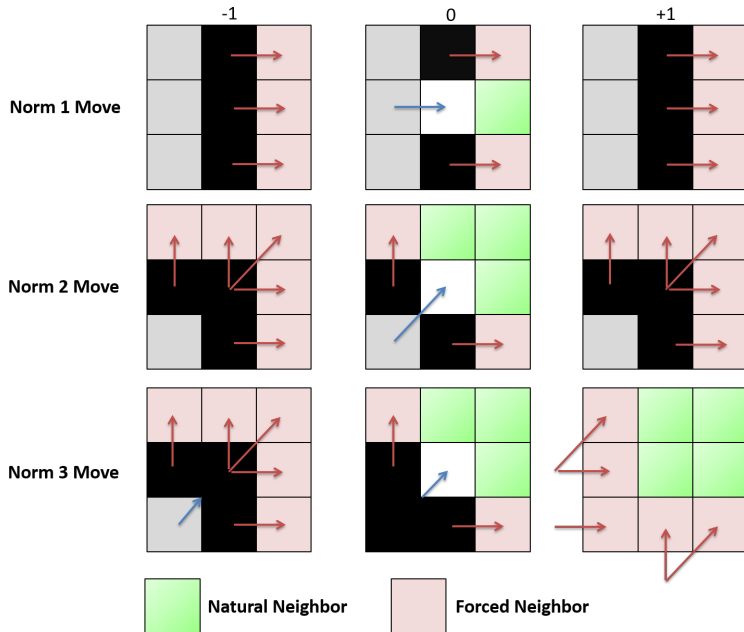 -1 0 +1
Norm 1 Move
Norm 2 Move
Norm 3 Move
Natural Neighbor Forced Neighbor